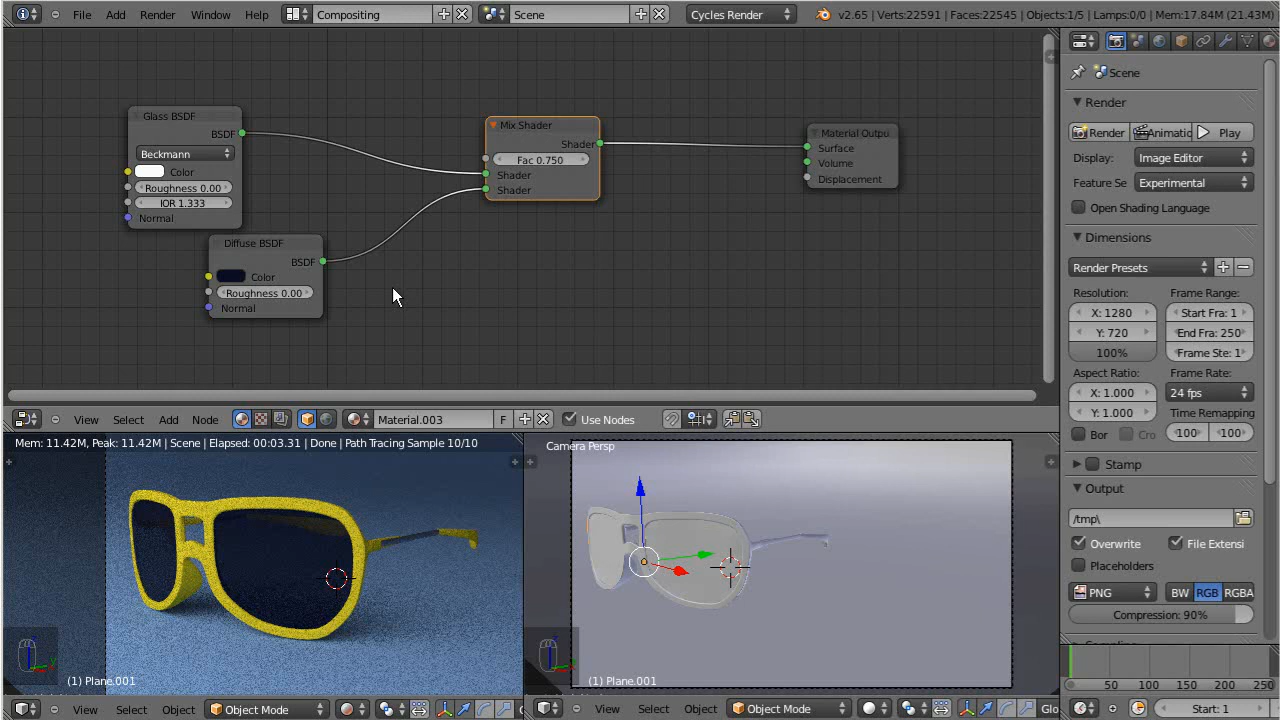 File Add Render Window Help Compositing Scene Cycles Render v2.65 | Verts:22591 | Faces:22545 | Objects:1/5 | Lamps:0/0 | Mem:17.84M (21.43M)
Glass BSDF
BSDF
Beckmann
Color
Roughness 0.00
IOR 1.333
Normal
Diffuse BSDF
BSDF
Color
Roughness 0.00
Normal
Mix Shader
Shader
Fac 0.750
Shader
Shader
Material Outpu
Surface
Volume
Displacement
View Select Add Node Material.003 F Use Nodes
Mem: 11.42M, Peak: 11.42M | Scene | Elapsed: 00:03.31 | Done | Path Tracing Sample 10/10
(1) Plane.001
View Select Object Object Mode
Camera Persp
(1) Plane.001
View Select Object Object Mode Glo
Scene
Render
Render Animatic Play
Display: Image Editor
Feature Se Experimental
Open Shading Language
Dimensions
Render Presets
Resolution: Frame Range:
X: 1280 Start Fra: 1
Y: 720 End Fra: 250
100% Frame Ste: 1
Aspect Ratio: Frame Rate:
X: 1.000 24 fps
Y: 1.000 Time Remapping
Bor Cro 100 100
Stamp
Output
/tmp\
Overwrite File Extensi
Placeholders
PNG BW RGB RGBA
Compression: 90%
50 100 150 200 250
Start: 1